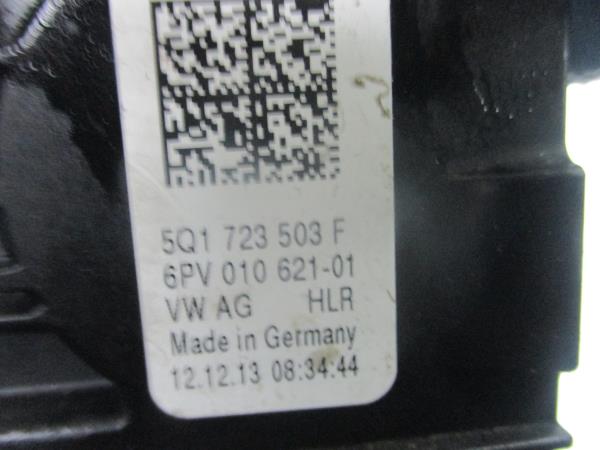 5Q1 723 503 F
6PV 010 621-01
VW AG HLR
Made in Germany
12.12.13 08:34:44